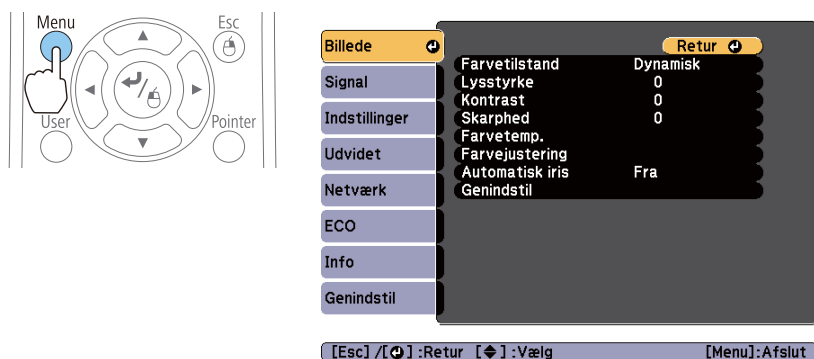 Menu
Esc
User
Pointer
Billede
Signal
Indstillinger
Udvidet
Netværk
ECO
Info
Genindstil
Retur
Farvetilstand Dynamisk
Lysstyrke 0
Kontrast 0
Skarphed 0
Farvetemp.
Farvejustering
Automatisk iris Fra
Genindstil
[Esc] /[⏎] :Retur [◆] :Vælg [Menu]:Afslut